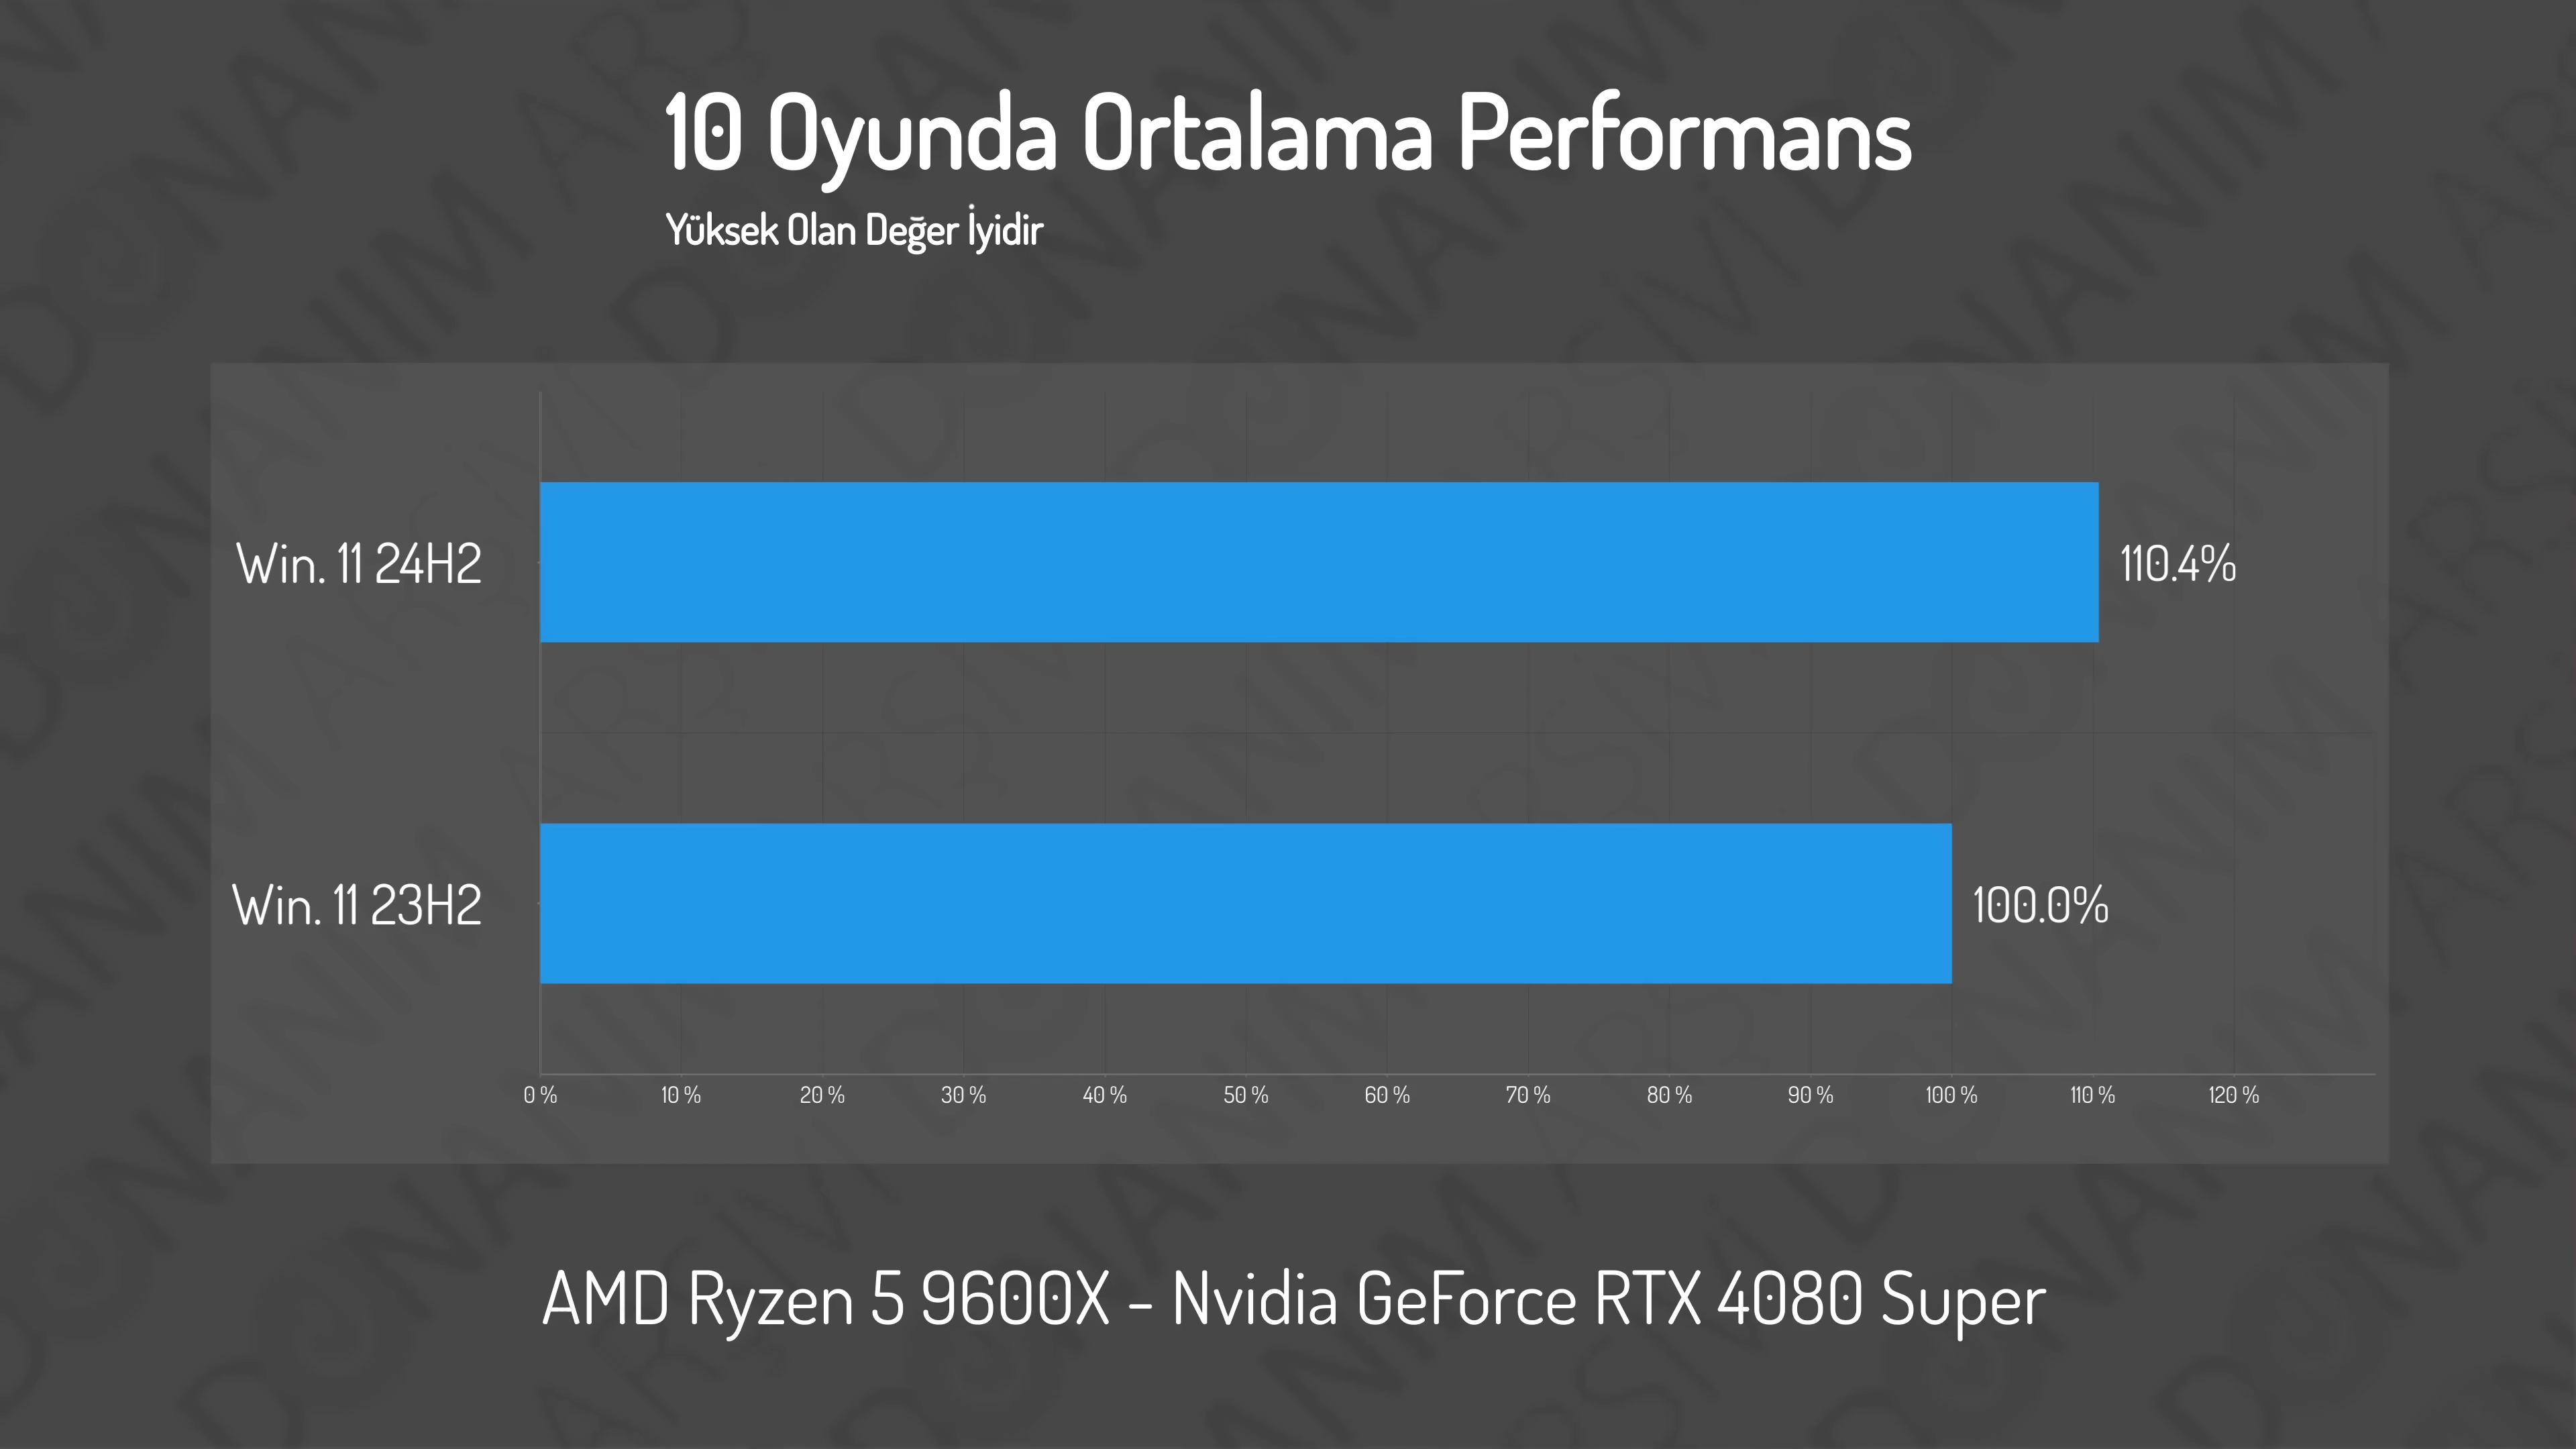 10 Oyunda Ortalama Performans
Yüksek Olan Değer İyidir
Win. 11 24H2
110.4%
Win. 11 23H2
100.0%
0 % 10 % 20 % 30 % 40 % 50 % 60 % 70 % 80 % 90 % 100 % 110 % 120 %
AMD Ryzen 5 9600X - Nvidia GeForce RTX 4080 Super